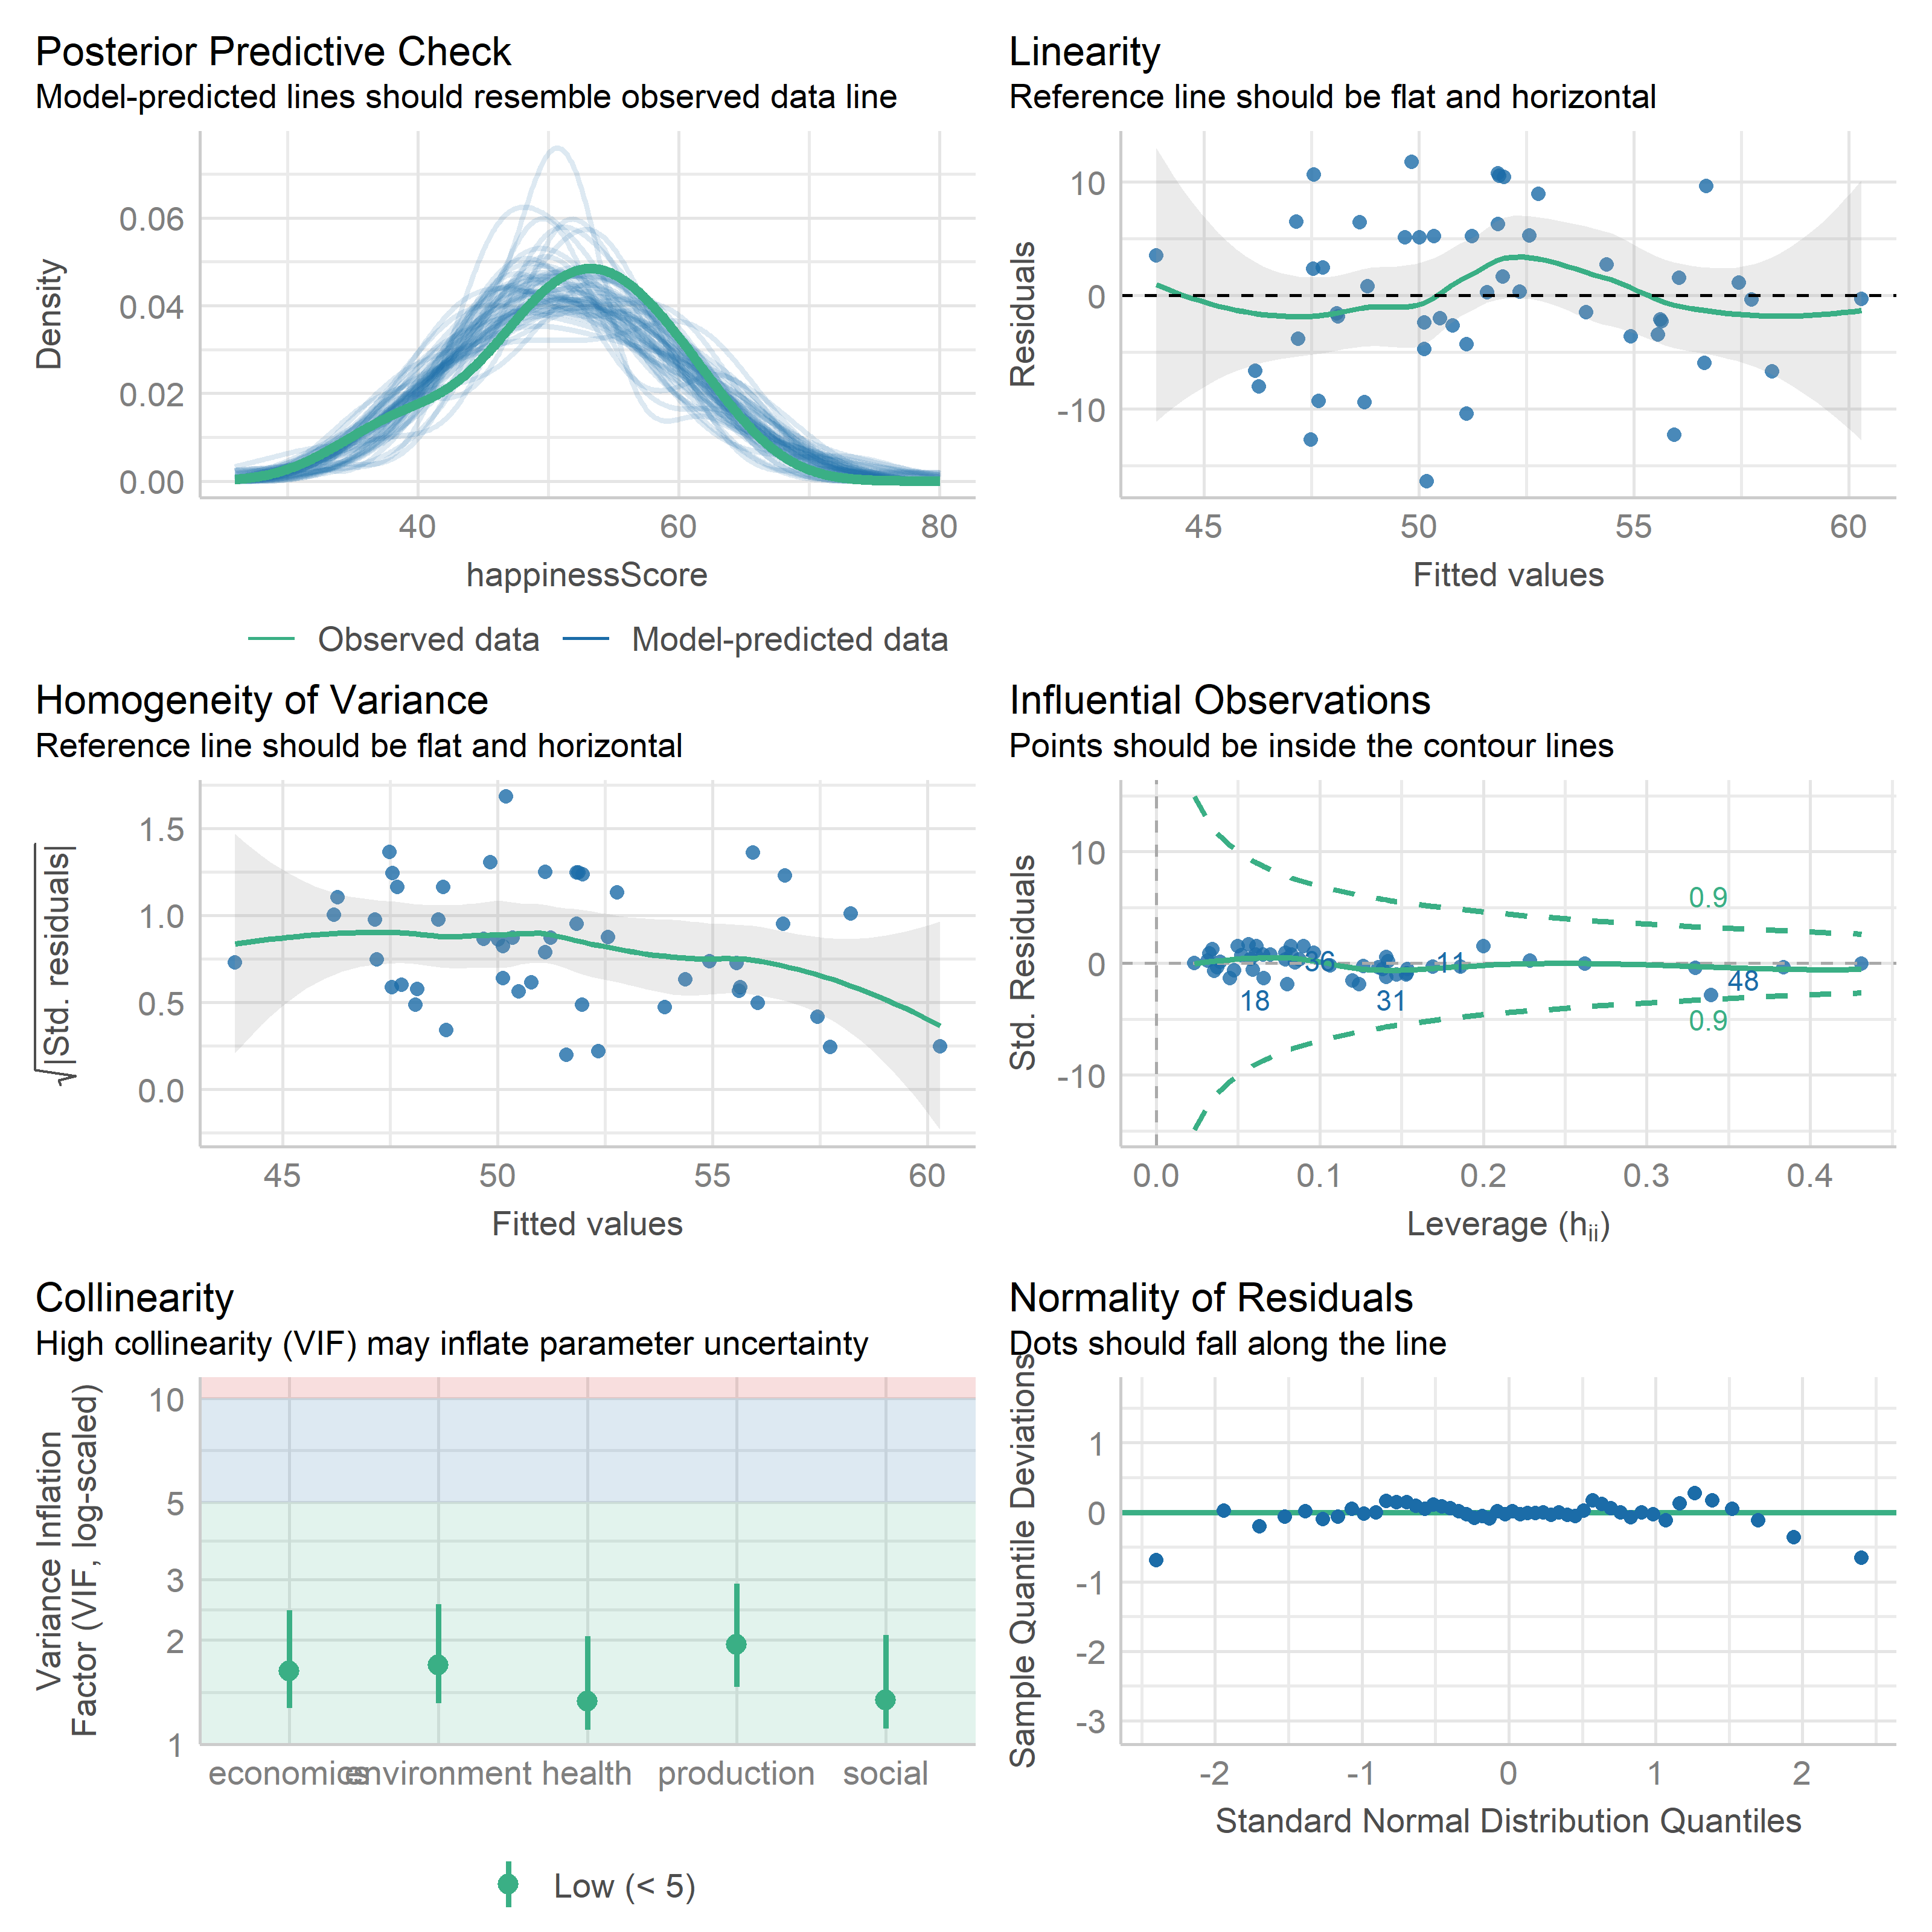 Posterior Predictive Check
Model-predicted lines should resemble observed data line
Density
0.06
0.04
0.02
0.00
40
60
80
happinessScore
Observed data
Model-predicted data
Linearity
Reference line should be flat and horizontal
Residuals
10
0
-10
45
50
55
60
Fitted values
Homogeneity of Variance
Reference line should be flat and horizontal
√|Std. residuals|
1.5
1.0
0.5
0.0
45
50
55
60
Fitted values
Influential Observations
Points should be inside the contour lines
Std. Residuals
10
0
-10
0.9
36
11
48
18
31
0.9
0.0
0.1
0.2
0.3
0.4
Leverage (hii)
Collinearity
High collinearity (VIF) may inflate parameter uncertainty
Variance Inflation
Factor (VIF, log-scaled)
10
5
3
2
1
economics
environment
health
production
social
Low (< 5)
Normality of Residuals
Dots should fall along the line
Sample Quantile Deviations
1
0
-1
-2
-3
-2
-1
0
1
2
Standard Normal Distribution Quantiles